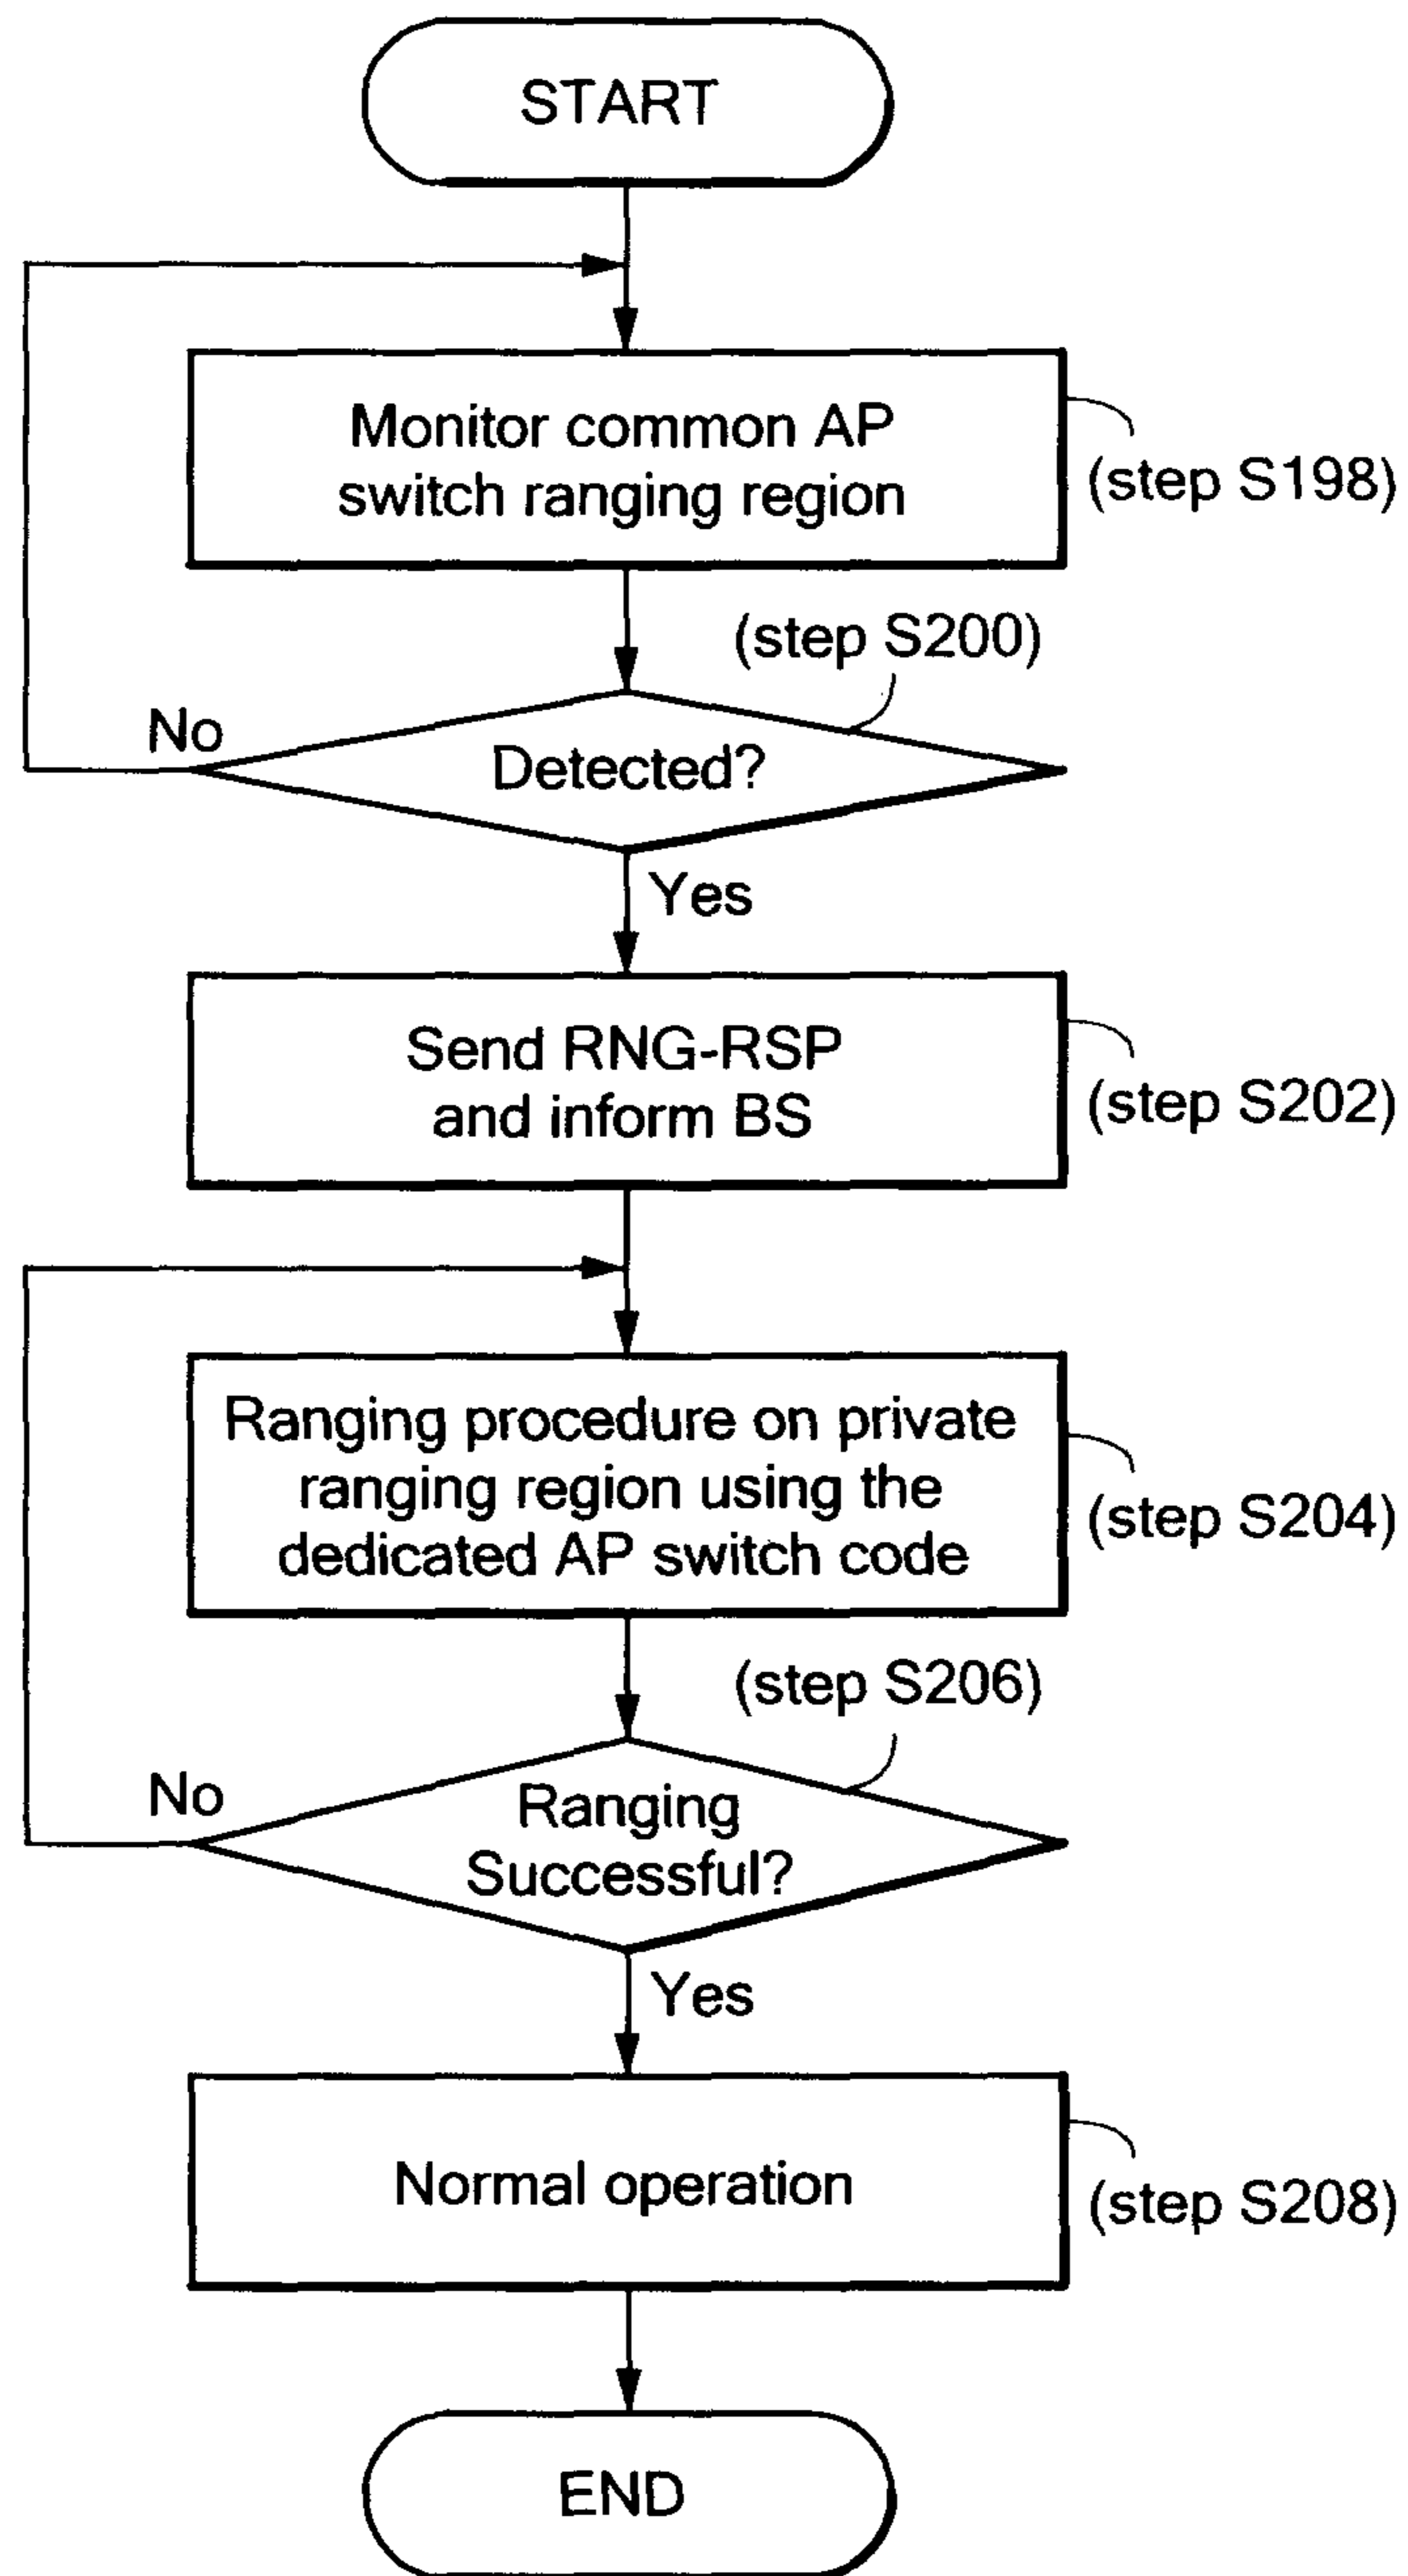 START
Monitor common AP
switch ranging region
(step S198)
(step S200)
No
Detected?
Yes
Send RNG-RSP
and inform BS
(step S202)
Ranging procedure on private
ranging region using the
dedicated AP switch code
(step S204)
(step S206)
No
Ranging
Successful?
Yes
Normal operation
(step S208)
END